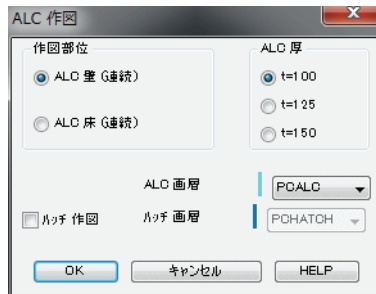 ALC 作図
作図部位
ALC 壁 (連続)
ALC 床 (連続)
ALC 厚
t=100
t=125
t=150
ALC 画層
PCALC
ハッチ 作図
ハッチ 画層
PCHATCH
OK
キャンセル
HELP